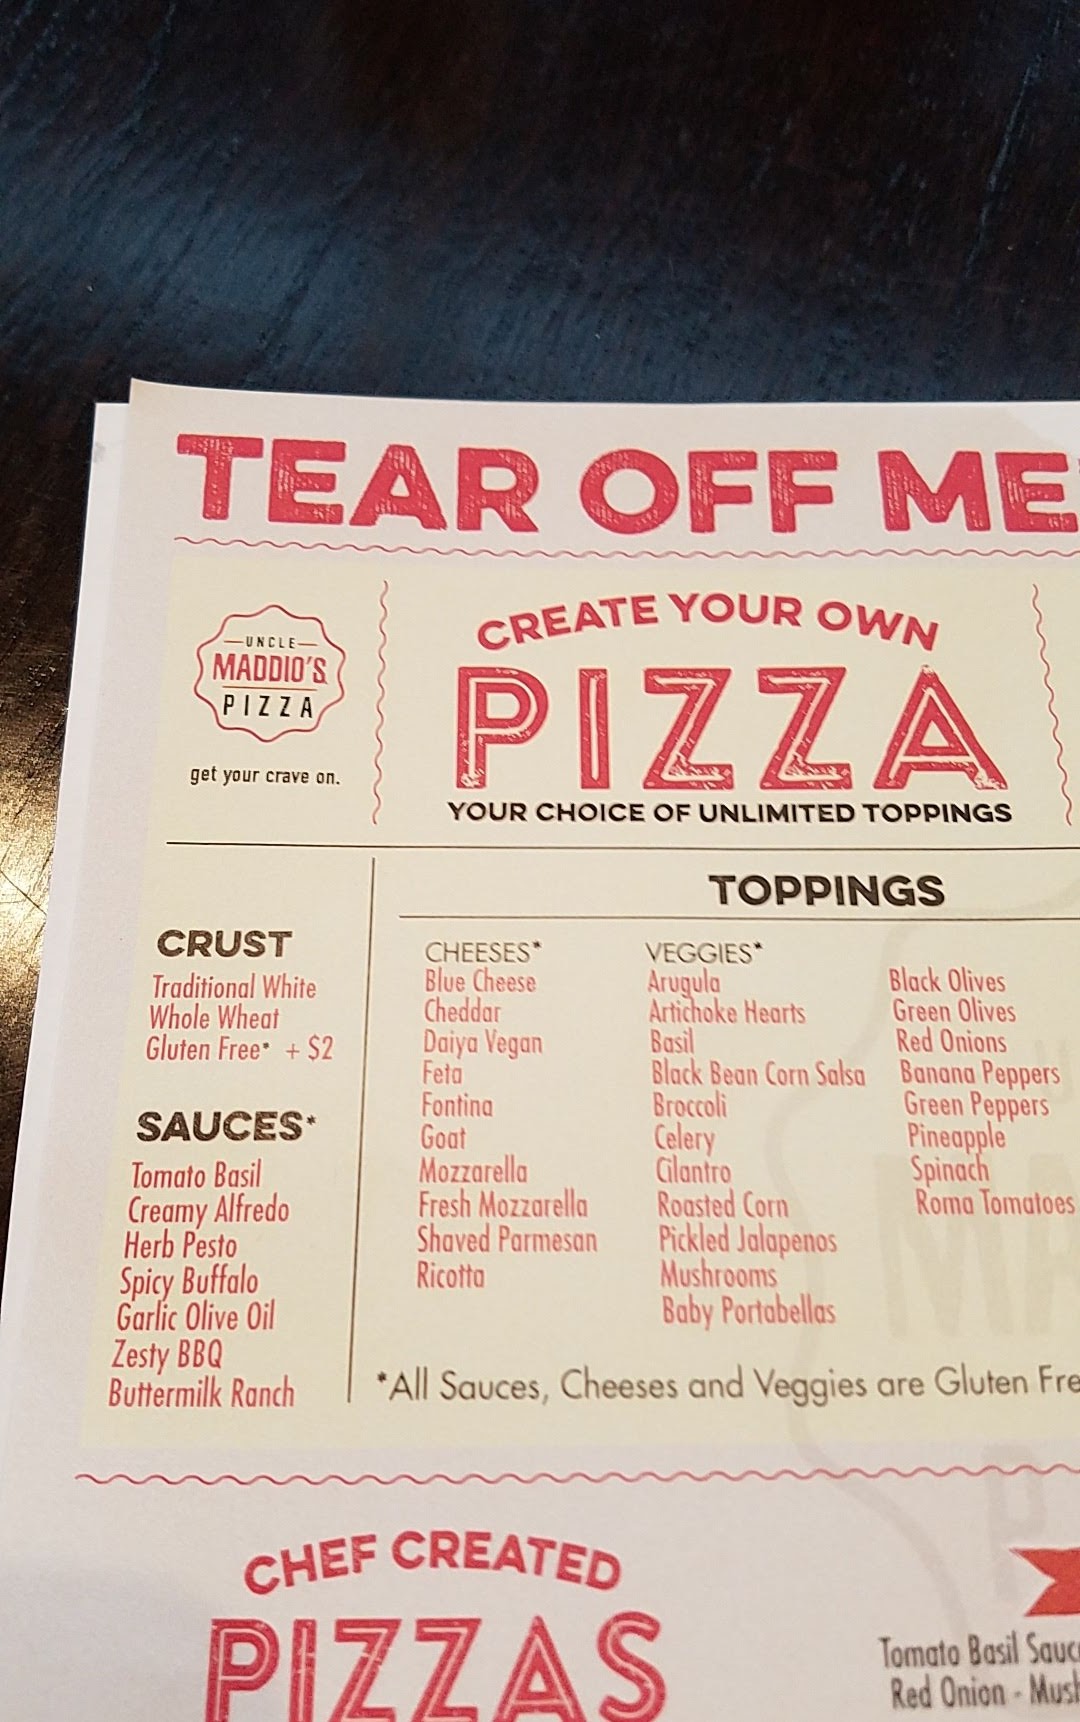 TEAR OFF ME
UNCLE
MADDIO'S
PIZZA
get your crave on.
CREATE YOUR OWN
PIZZA
YOUR CHOICE OF UNLIMITED TOPPINGS
CRUST
Traditional White
Whole Wheat
Gluten Free* + $2
SAUCES*
Tomato Basil
Creamy Alfredo
Herb Pesto
Spicy Buffalo
Garlic Olive Oil
Zesty BBQ
Buttermilk Ranch
TOPPINGS
CHEESES*
Blue Cheese
Cheddar
Daiya Vegan
Feta
Fontina
Goat
Mozzarella
Fresh Mozzarella
Shaved Parmesan
Ricotta
VEGGIES*
Arugula
Artichoke Hearts
Basil
Black Bean Corn Salsa
Broccoli
Celery
Cilantro
Roasted Corn
Pickled Jalapenos
Mushrooms
Baby Portabellas
Black Olives
Green Olives
Red Onions
Banana Peppers
Green Peppers
Pineapple
Spinach
Roma Tomatoes
*All Sauces, Cheeses and Veggies are Gluten Fre
CHEF CREATED
PIZZAS
Tomato Basil Sauc
Red Onion - Mush